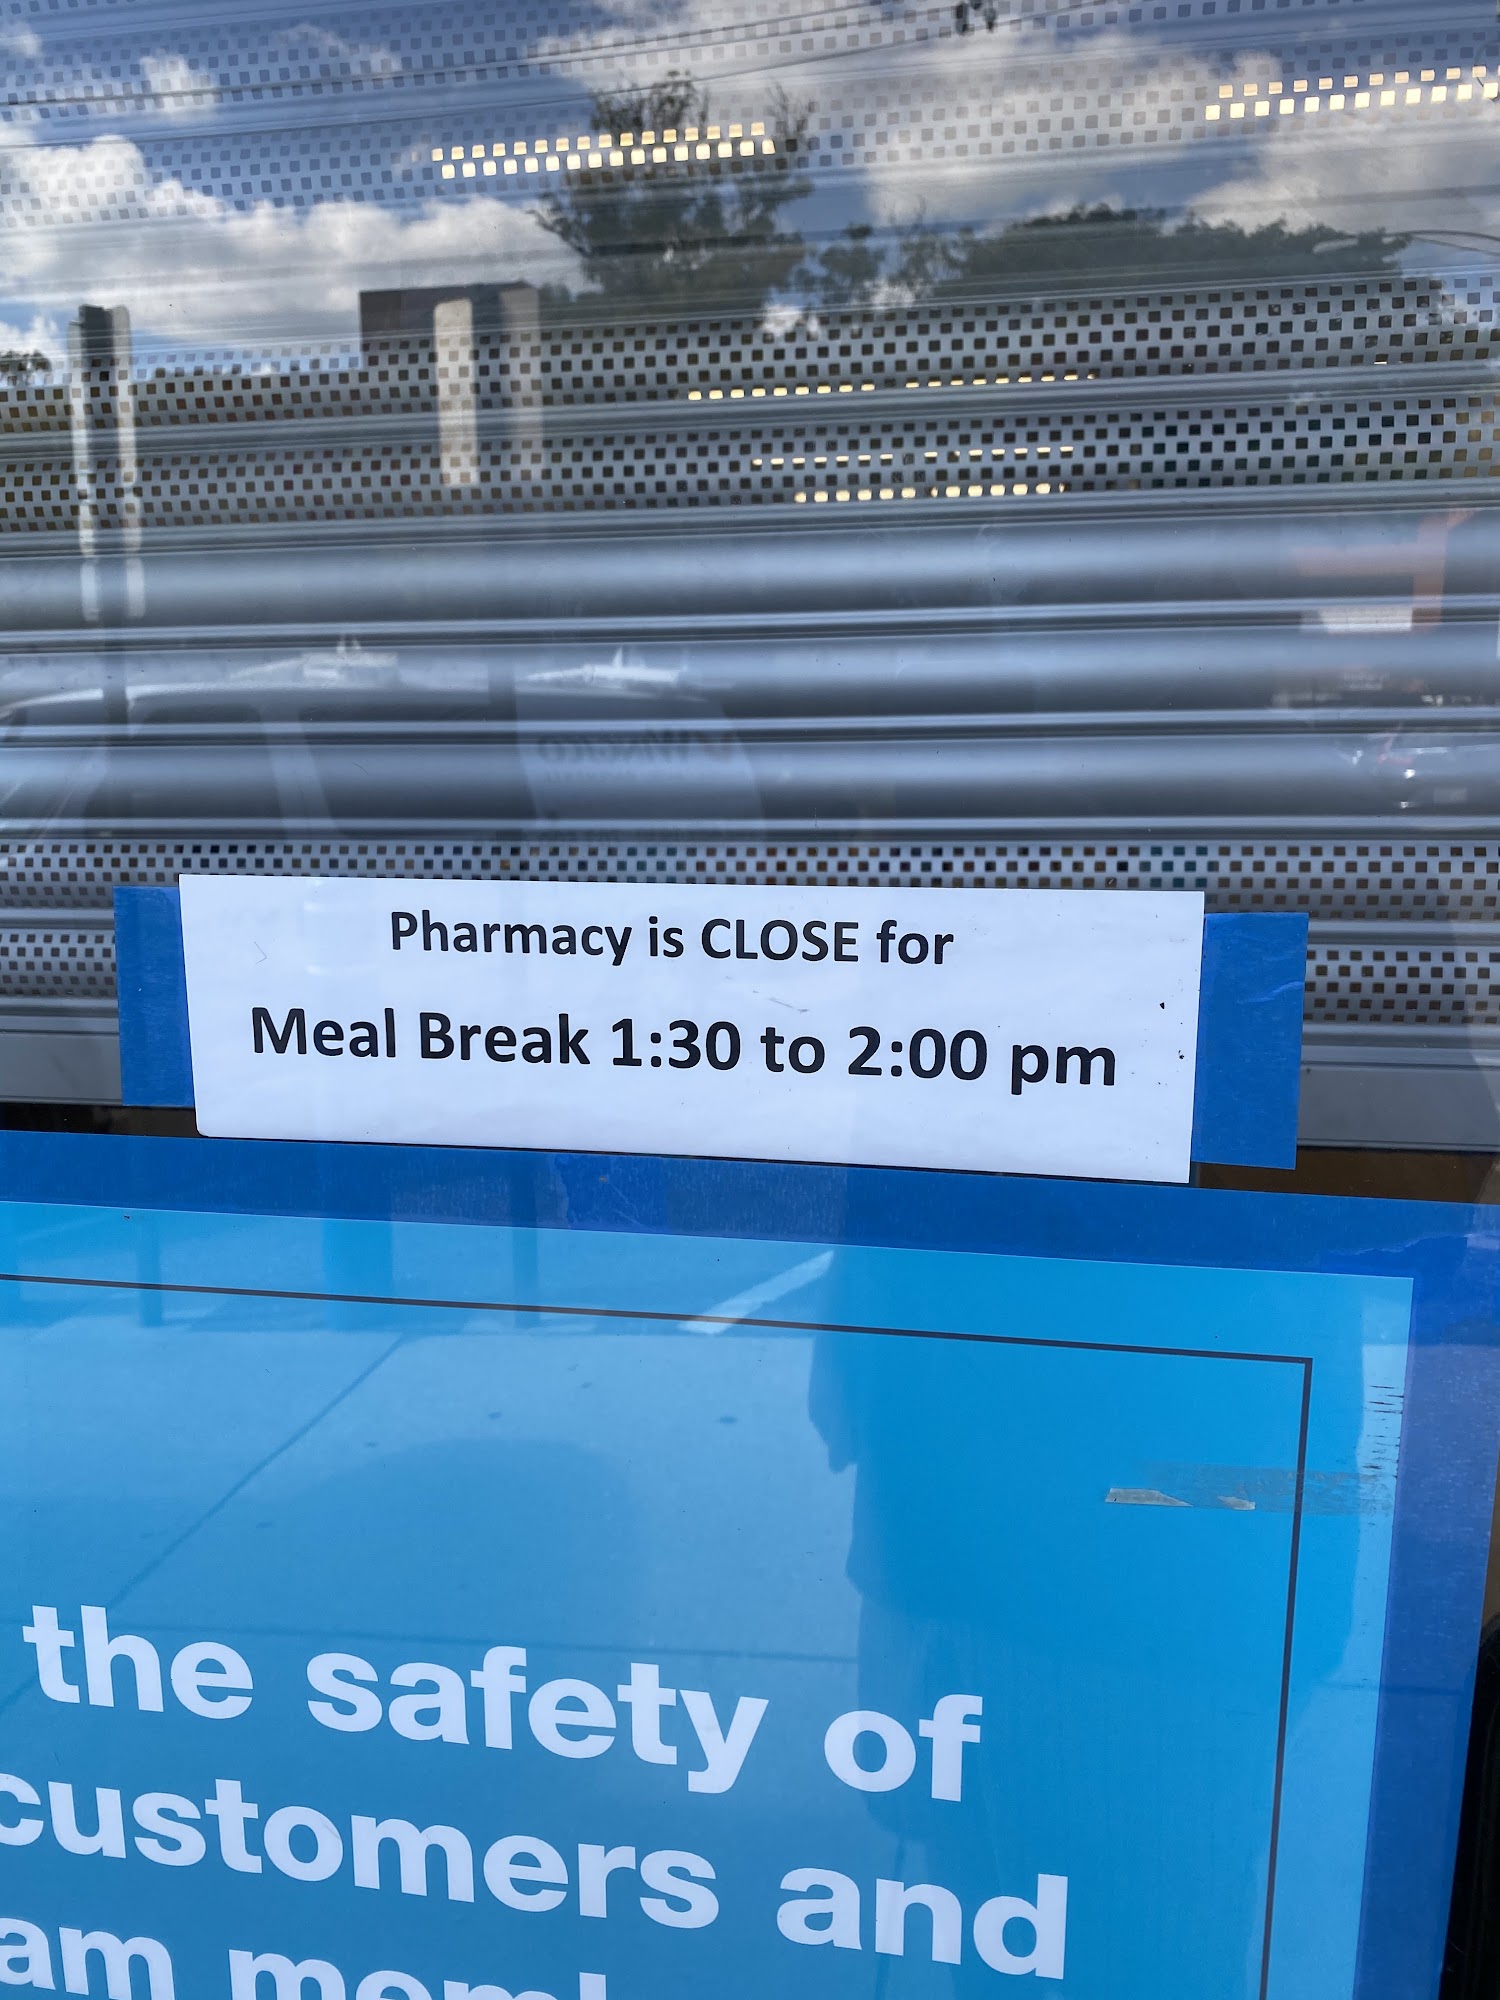 Pharmacy is CLOSE for
Meal Break 1:30 to 2:00 pm
the safety of
customers and